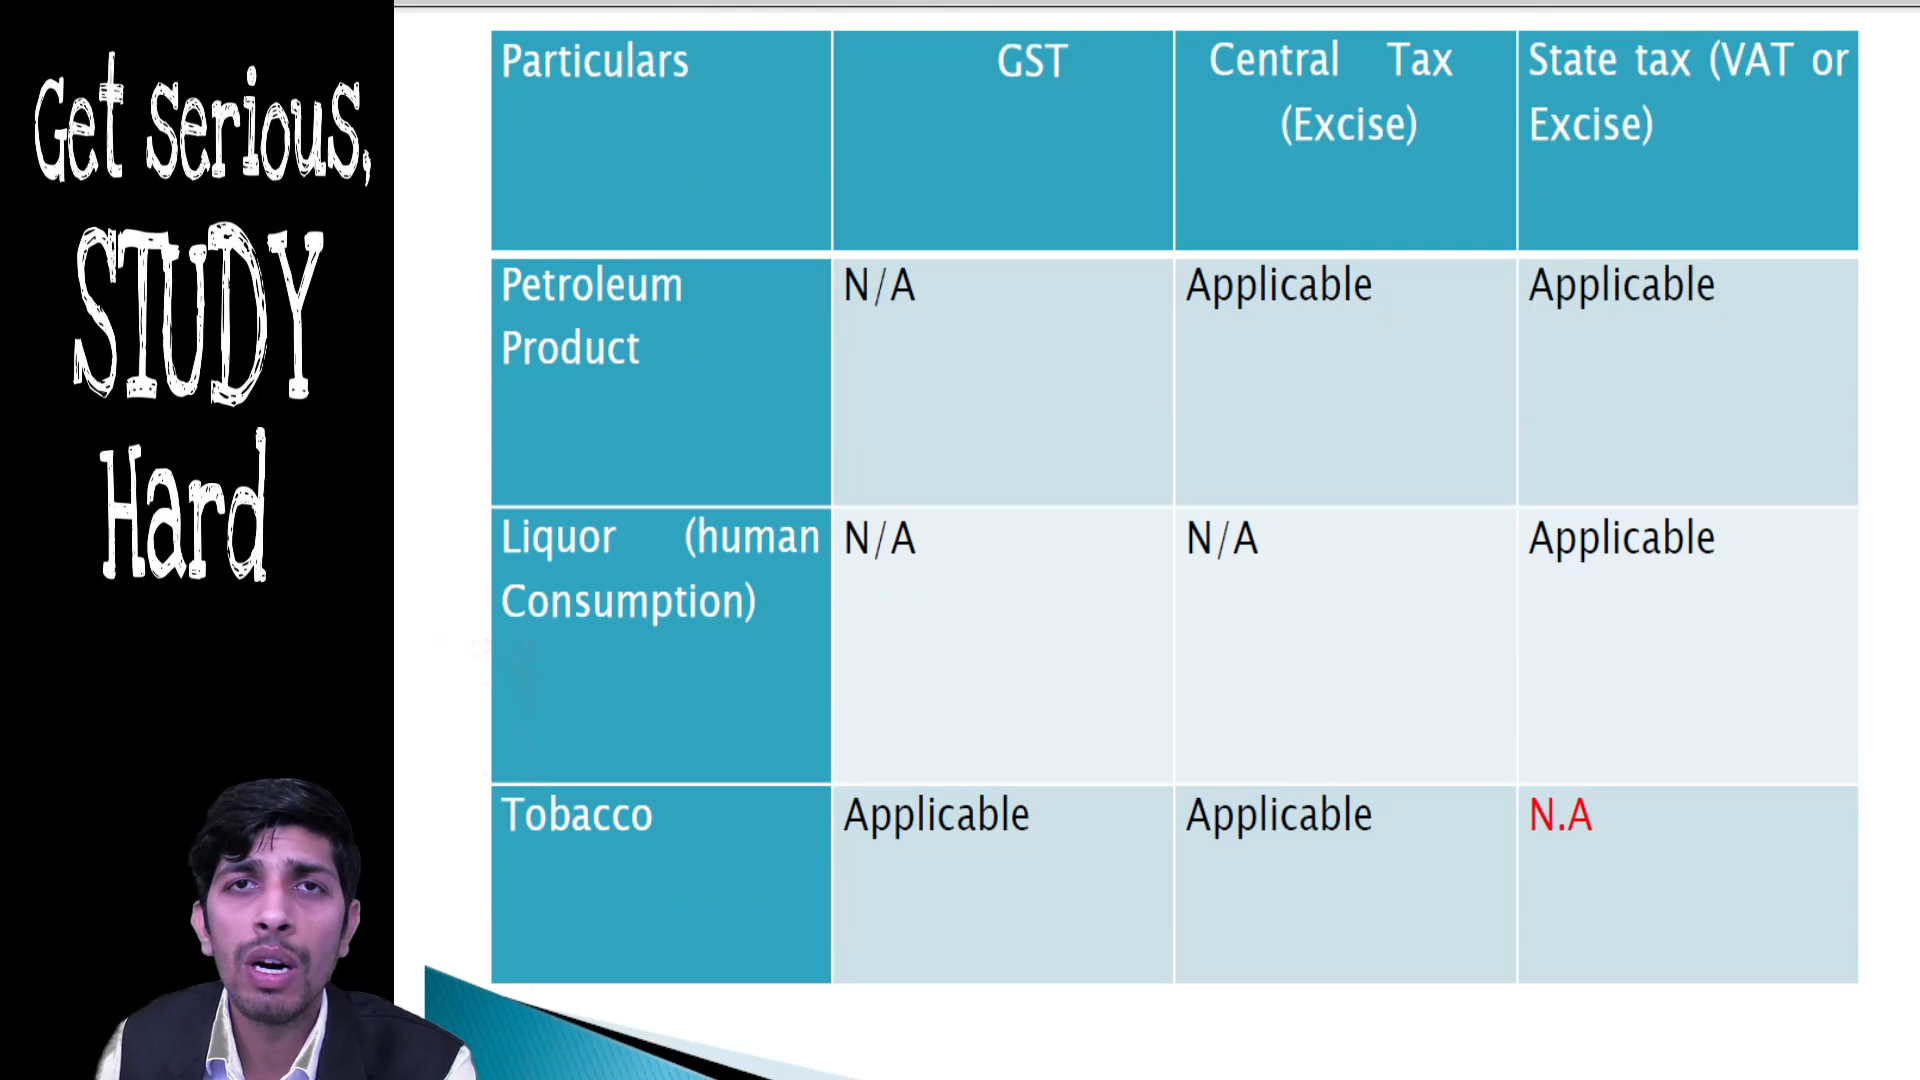 Get serious,
STUDY
Hard
Particulars
GST
Central Tax
(Excise)
State tax (VAT or
Excise)
Petroleum
Product
N/A
Applicable
Applicable
Liquor (human
Consumption)
N/A
N/A
Applicable
Tobacco
Applicable
Applicable
N.A